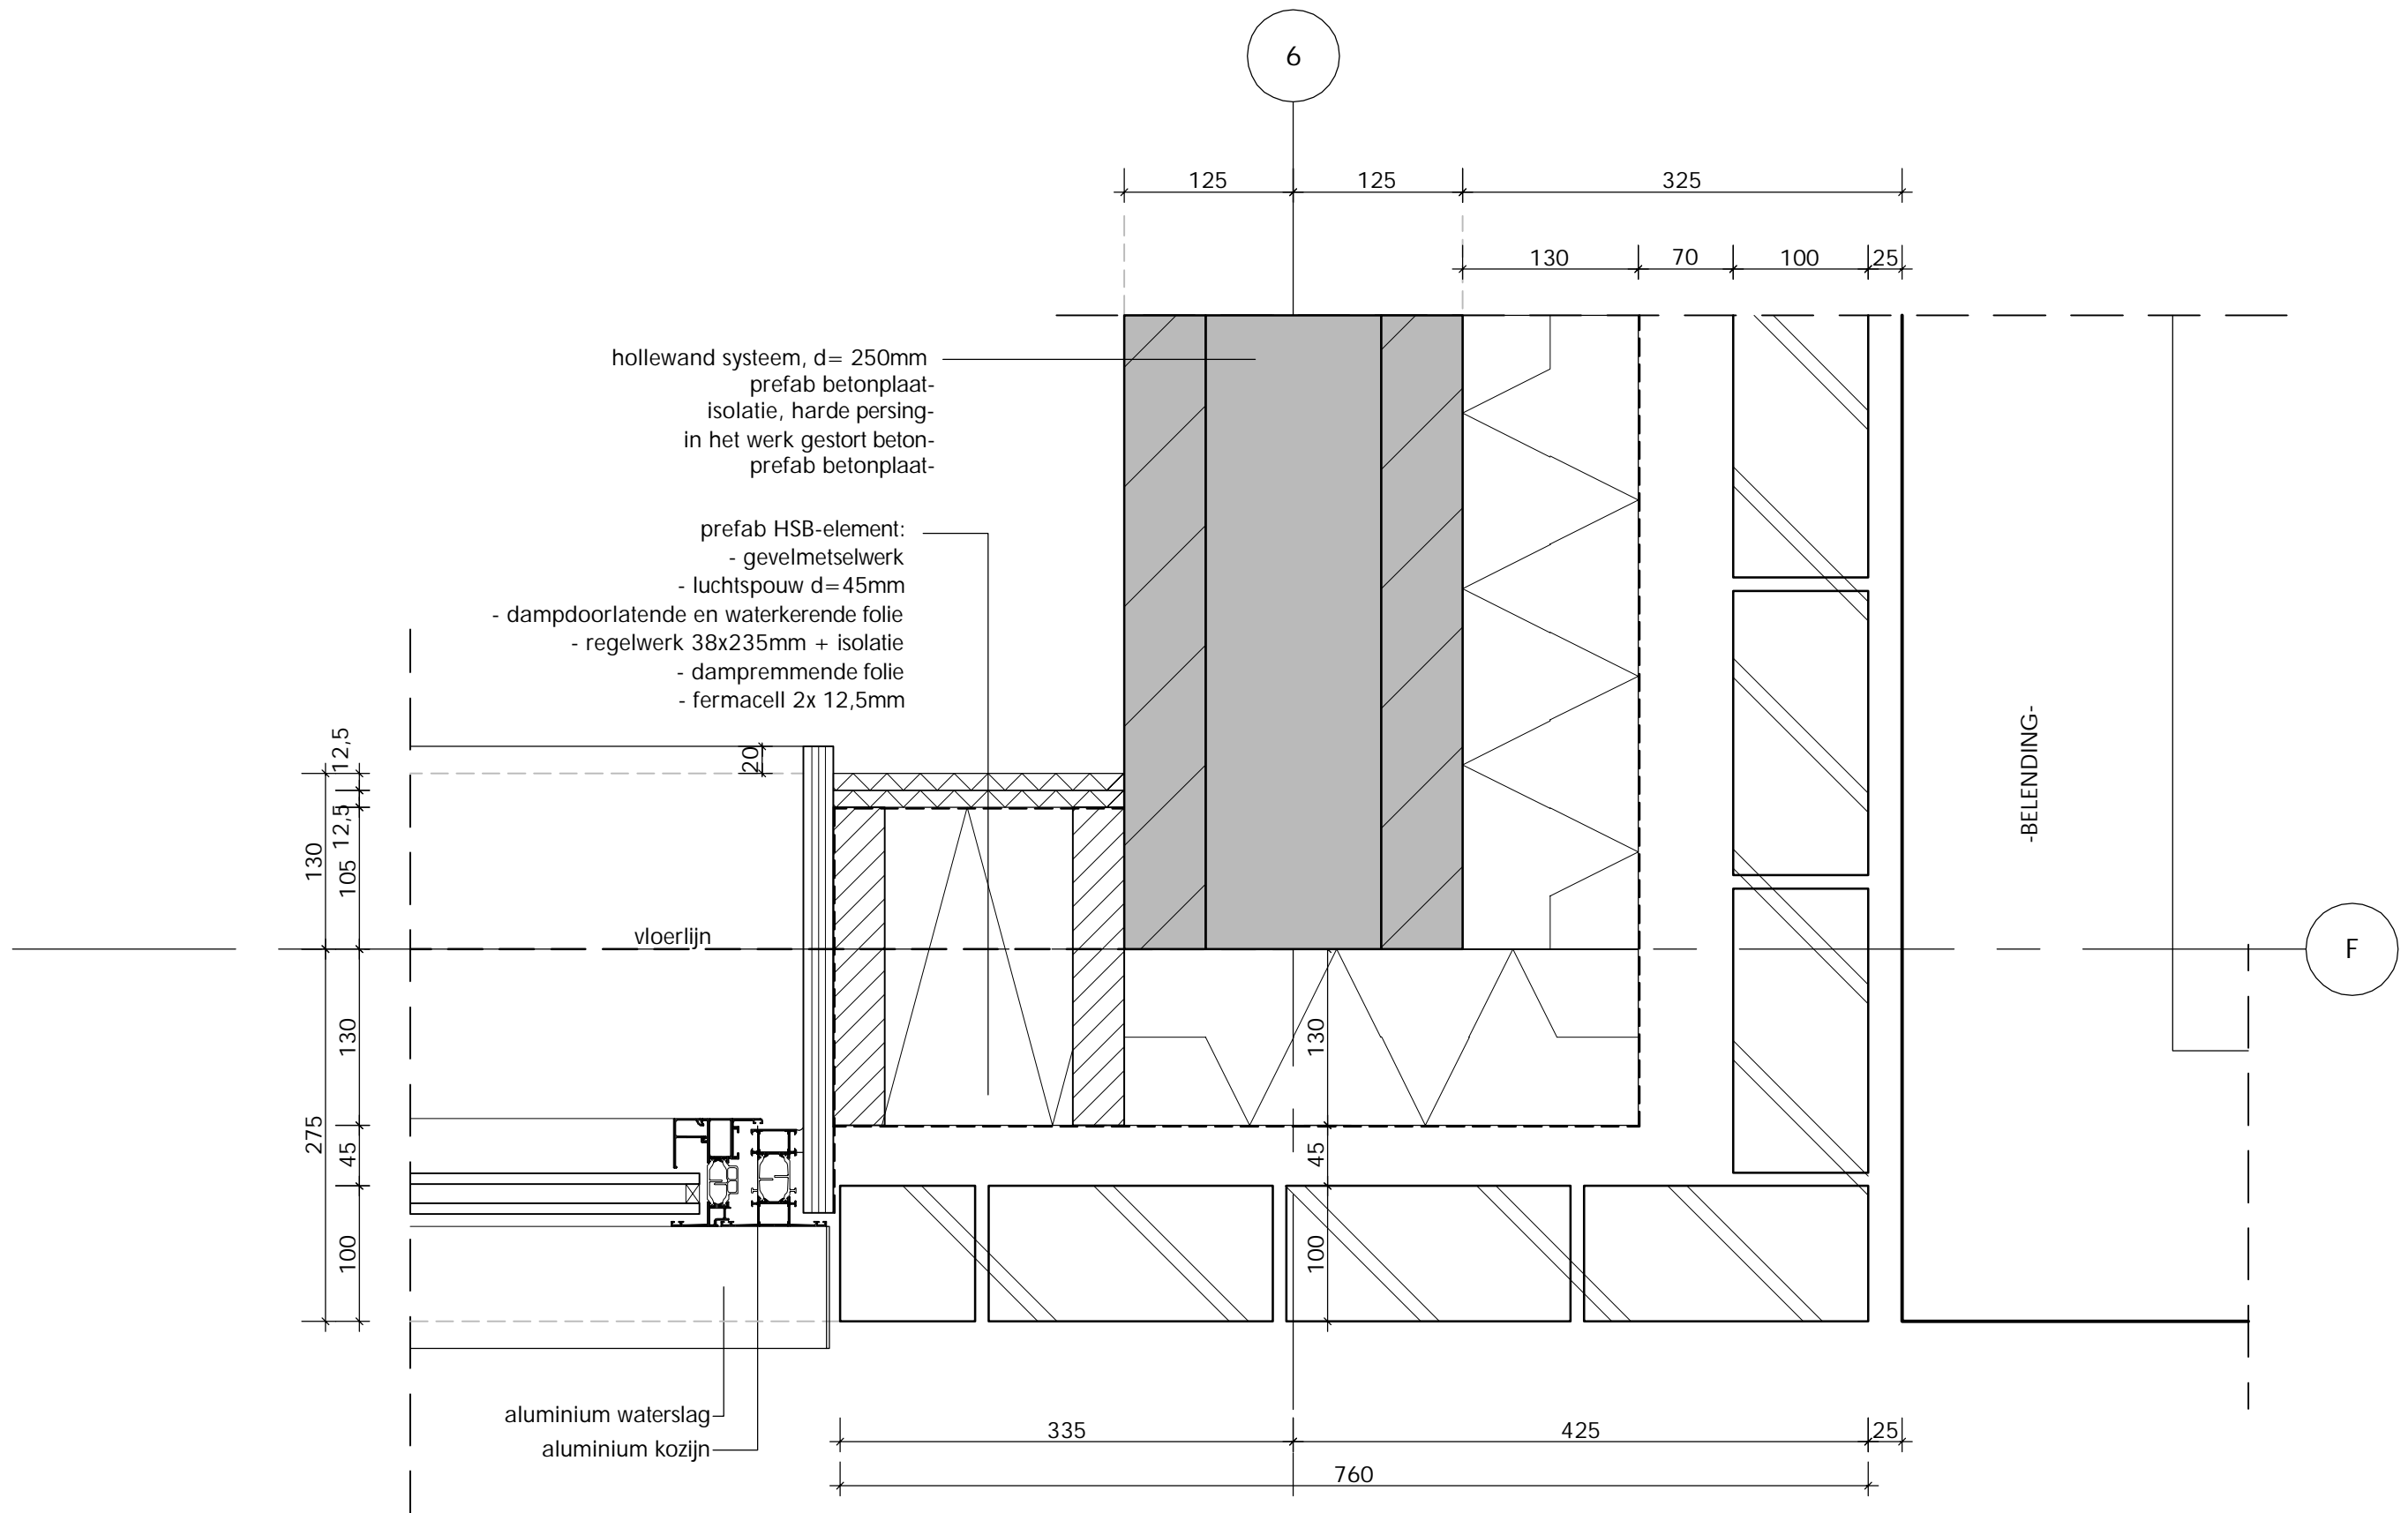 6
125 125 325
130 70 100 25
hollewand systeem, d= 250mm
prefab betonplaat-
isolatie, harde persing-
in het werk gestort beton-
prefab betonplaat-
prefab HSB-element:
- gevelmetselwerk
- luchtspouw d=45mm
- dampdoorlatende en waterkerende folie
- regelwerk 38x235mm + isolatie
- dampremmende folie
- fermacell 2x 12,5mm
-BELENDING-
12,5
20
12,5
130
105
vloerlijn
F
130
130
275
45
45
100
100
aluminium waterslag
aluminium kozijn
335 425 25
760